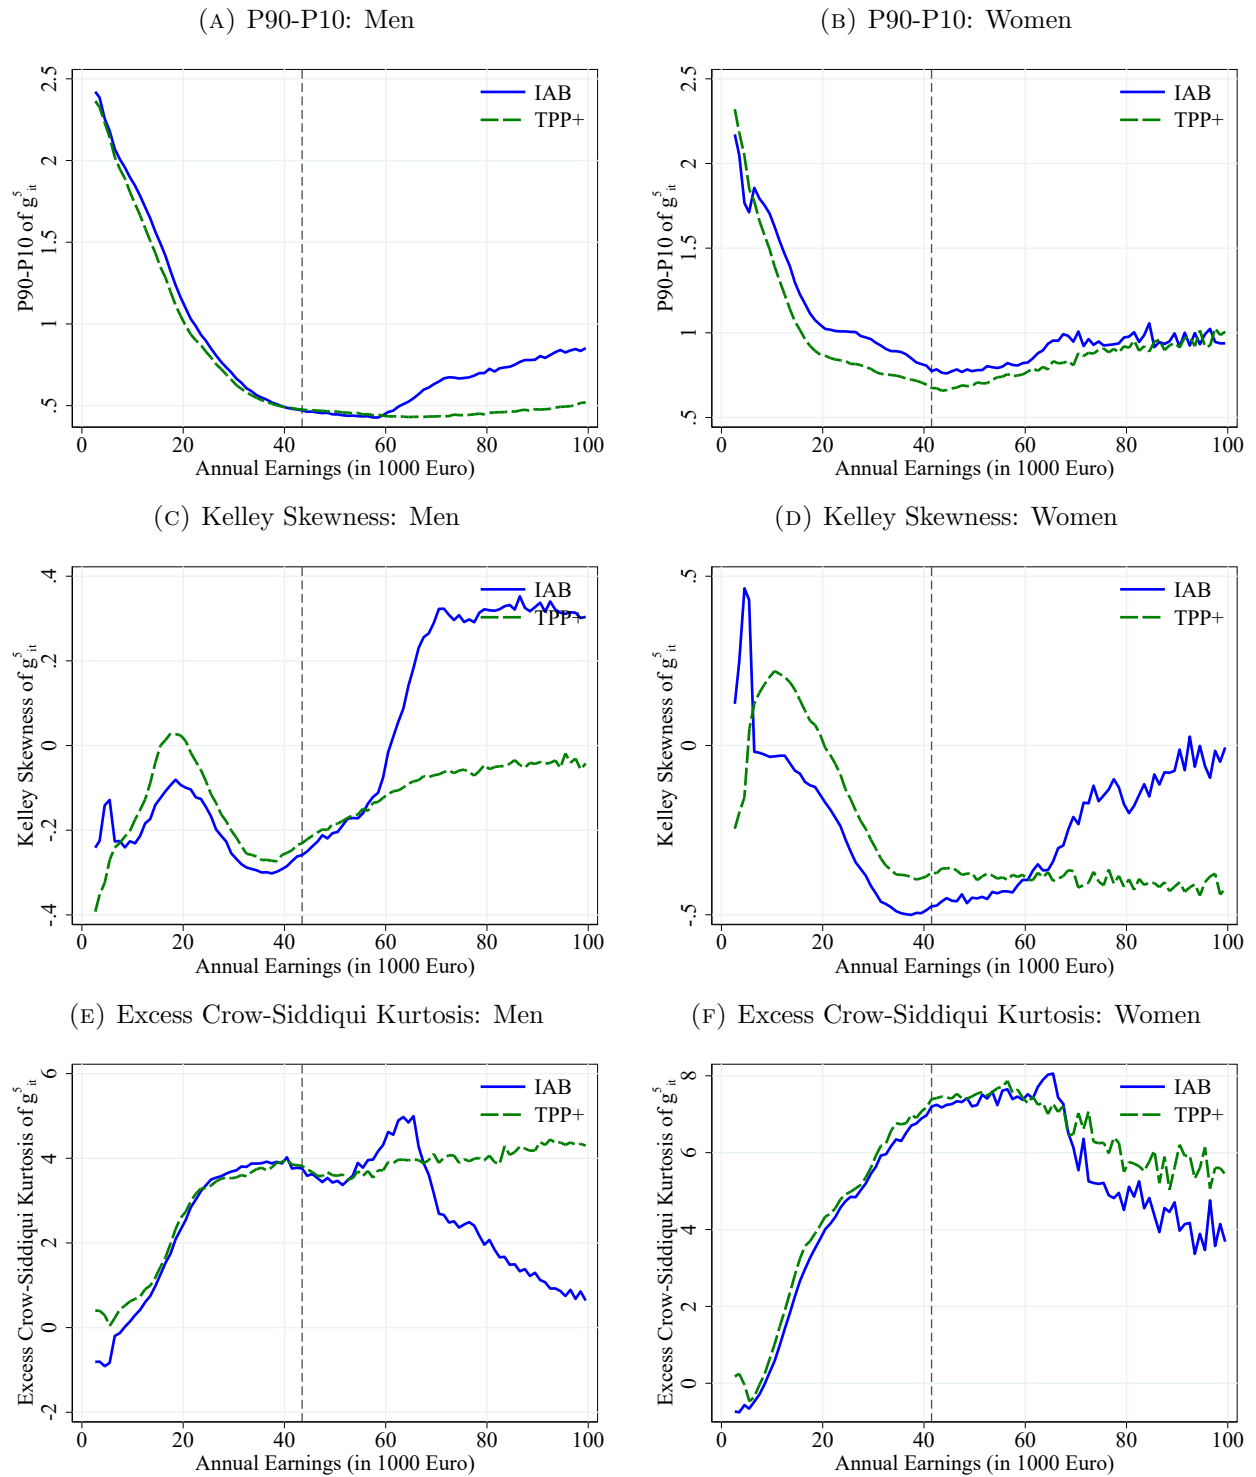 (A) P90-P10: Men
P90-P10 of g⁵ᵢₜ
2.5
2
1.5
1
.5
IAB
TPP+
0 20 40 60 80 100
Annual Earnings (in 1000 Euro)
(B) P90-P10: Women
P90-P10 of g⁵ᵢₜ
2.5
2
1.5
1
.5
IAB
TPP+
0 20 40 60 80 100
Annual Earnings (in 1000 Euro)
(C) Kelley Skewness: Men
Kelley Skewness of g⁵ᵢₜ
.4
.2
0
-.2
-.4
IAB
TPP+
0 20 40 60 80 100
Annual Earnings (in 1000 Euro)
(D) Kelley Skewness: Women
Kelley Skewness of g⁵ᵢₜ
.5
0
-.5
IAB
TPP+
0 20 40 60 80 100
Annual Earnings (in 1000 Euro)
(E) Excess Crow-Siddiqui Kurtosis: Men
Excess Crow-Siddiqui Kurtosis of g⁵ᵢₜ
6
4
2
0
-2
IAB
TPP+
0 20 40 60 80 100
Annual Earnings (in 1000 Euro)
(F) Excess Crow-Siddiqui Kurtosis: Women
Excess Crow-Siddiqui Kurtosis of g⁵ᵢₜ
8
6
4
2
0
IAB
TPP+
0 20 40 60 80 100
Annual Earnings (in 1000 Euro)